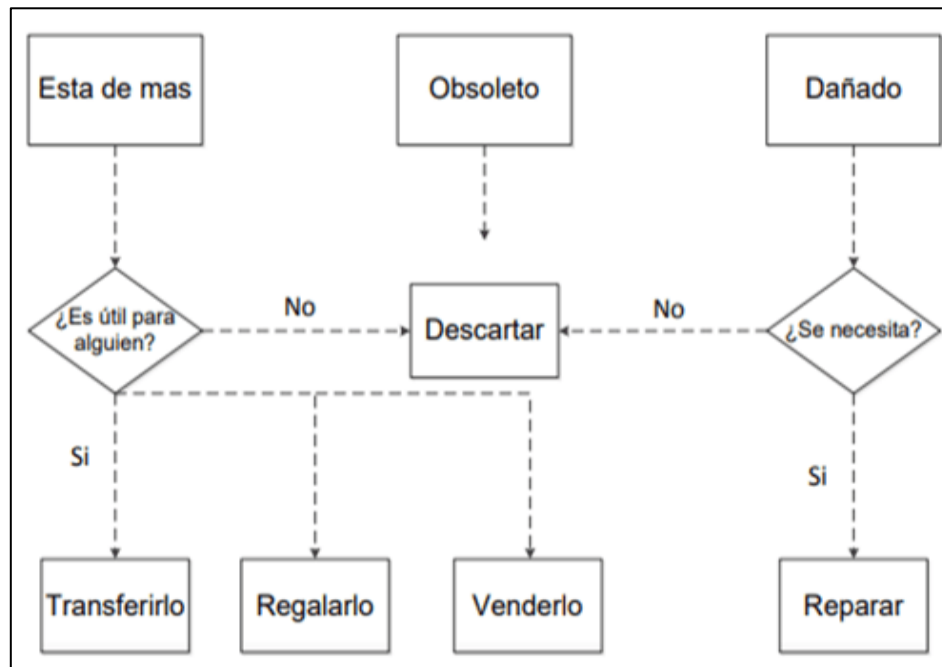 Esta de mas
Obsoleto
Dañado
¿Es útil para
alguien?
No
Descartar
No
¿Se necesita?
Si
Si
Transferirlo
Regalarlo
Venderlo
Reparar